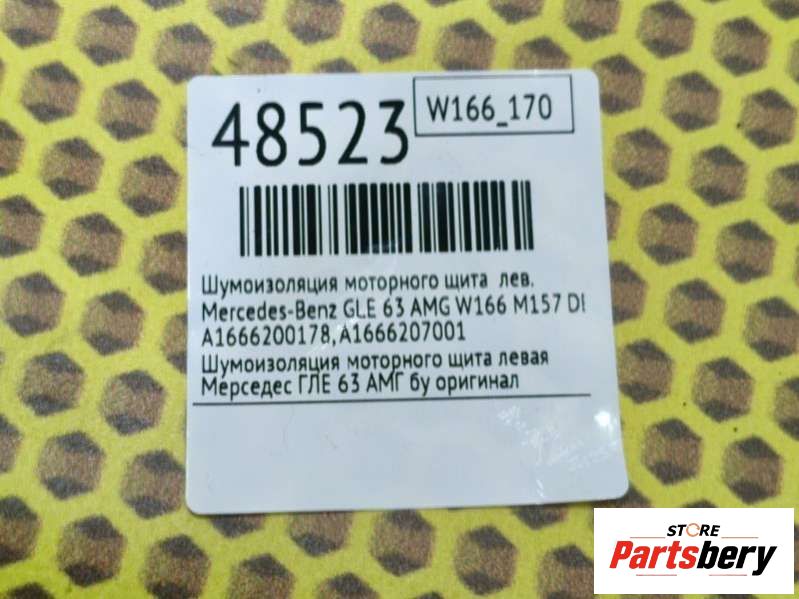 48523
W166_170
Шумоизоляция моторного щита лев.
Mercedes-Benz GLE 63 AMG W166 M157 DI
A1666200178,A1666207001
Шумоизоляция моторного щита левая
Мерседес ГЛЕ 63 АМГ бу оригинал
STORE
Partsbery